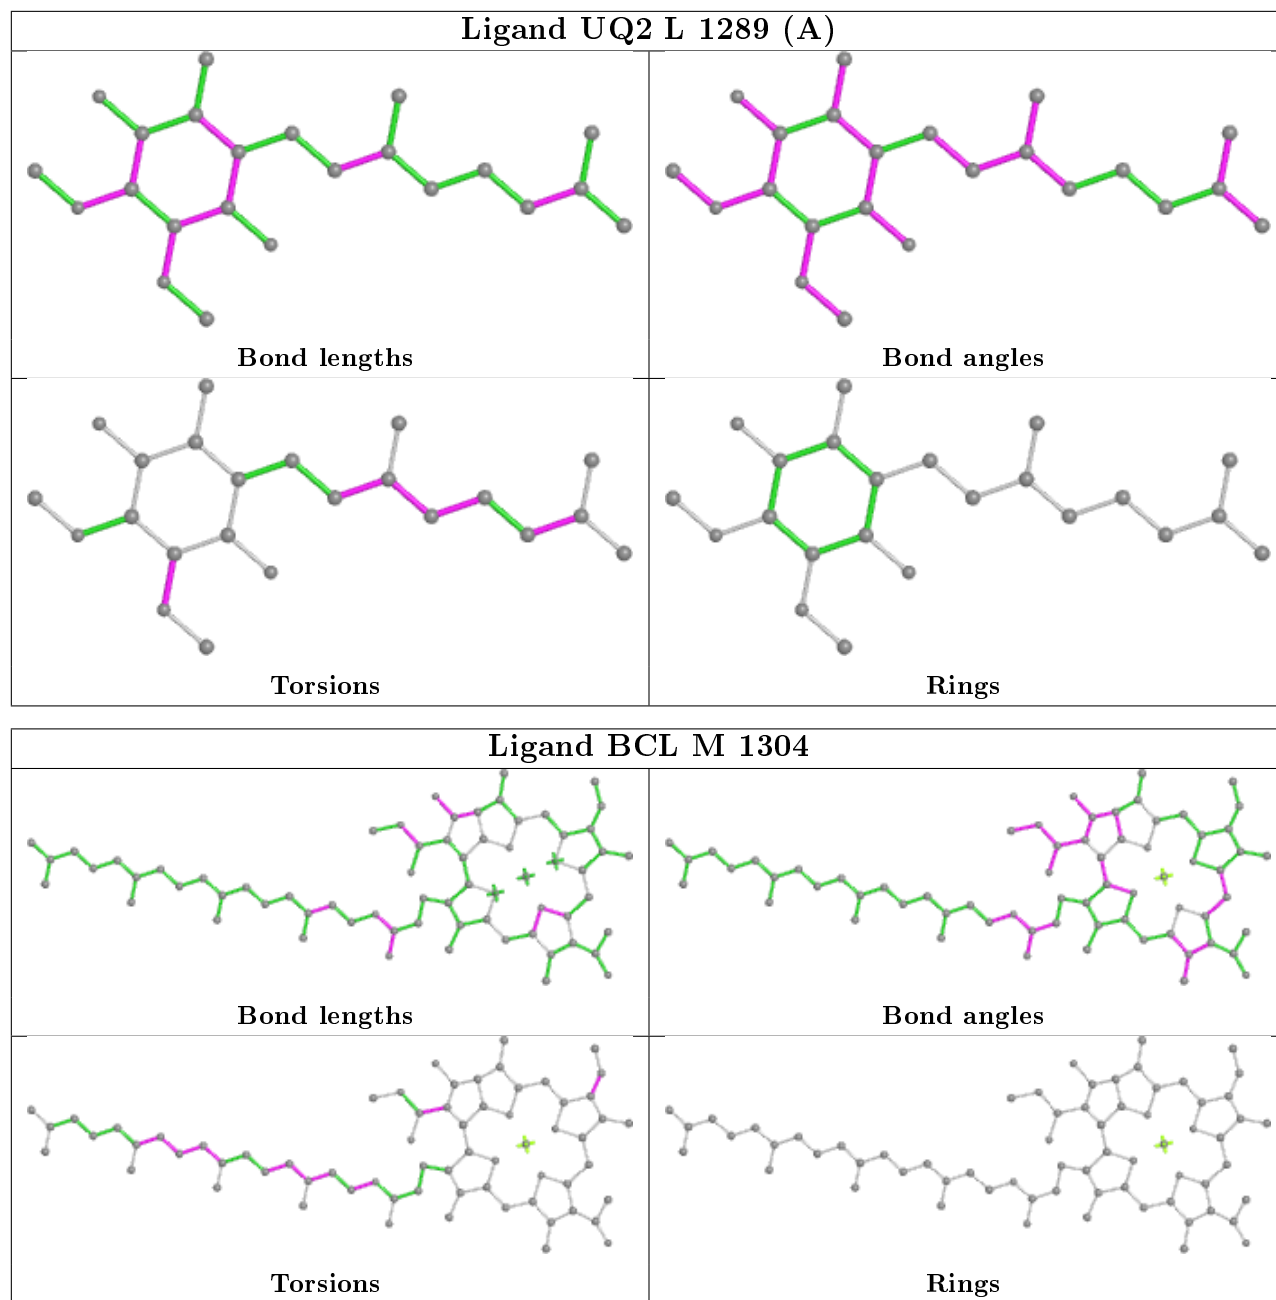 Ligand UQ2 L 1289 (A)
Bond lengths
Bond angles
Torsions
Rings
Ligand BCL M 1304
Bond lengths
Bond angles
Torsions
Rings